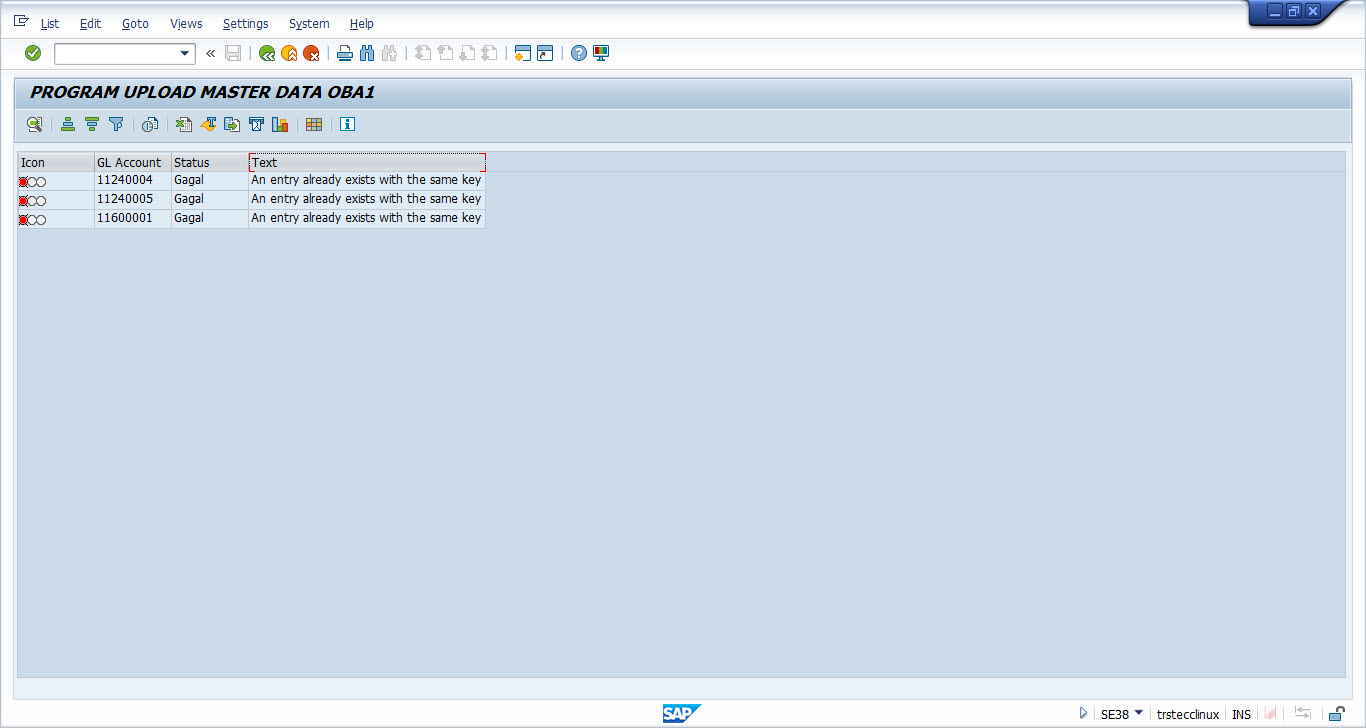 List Edit Goto Views Settings System Help
PROGRAM UPLOAD MASTER DATA OBA1
Icon GL Account Status Text
11240004 Gagal An entry already exists with the same key
11240005 Gagal An entry already exists with the same key
11600001 Gagal An entry already exists with the same key
SAP SE38 trstecclinux INS